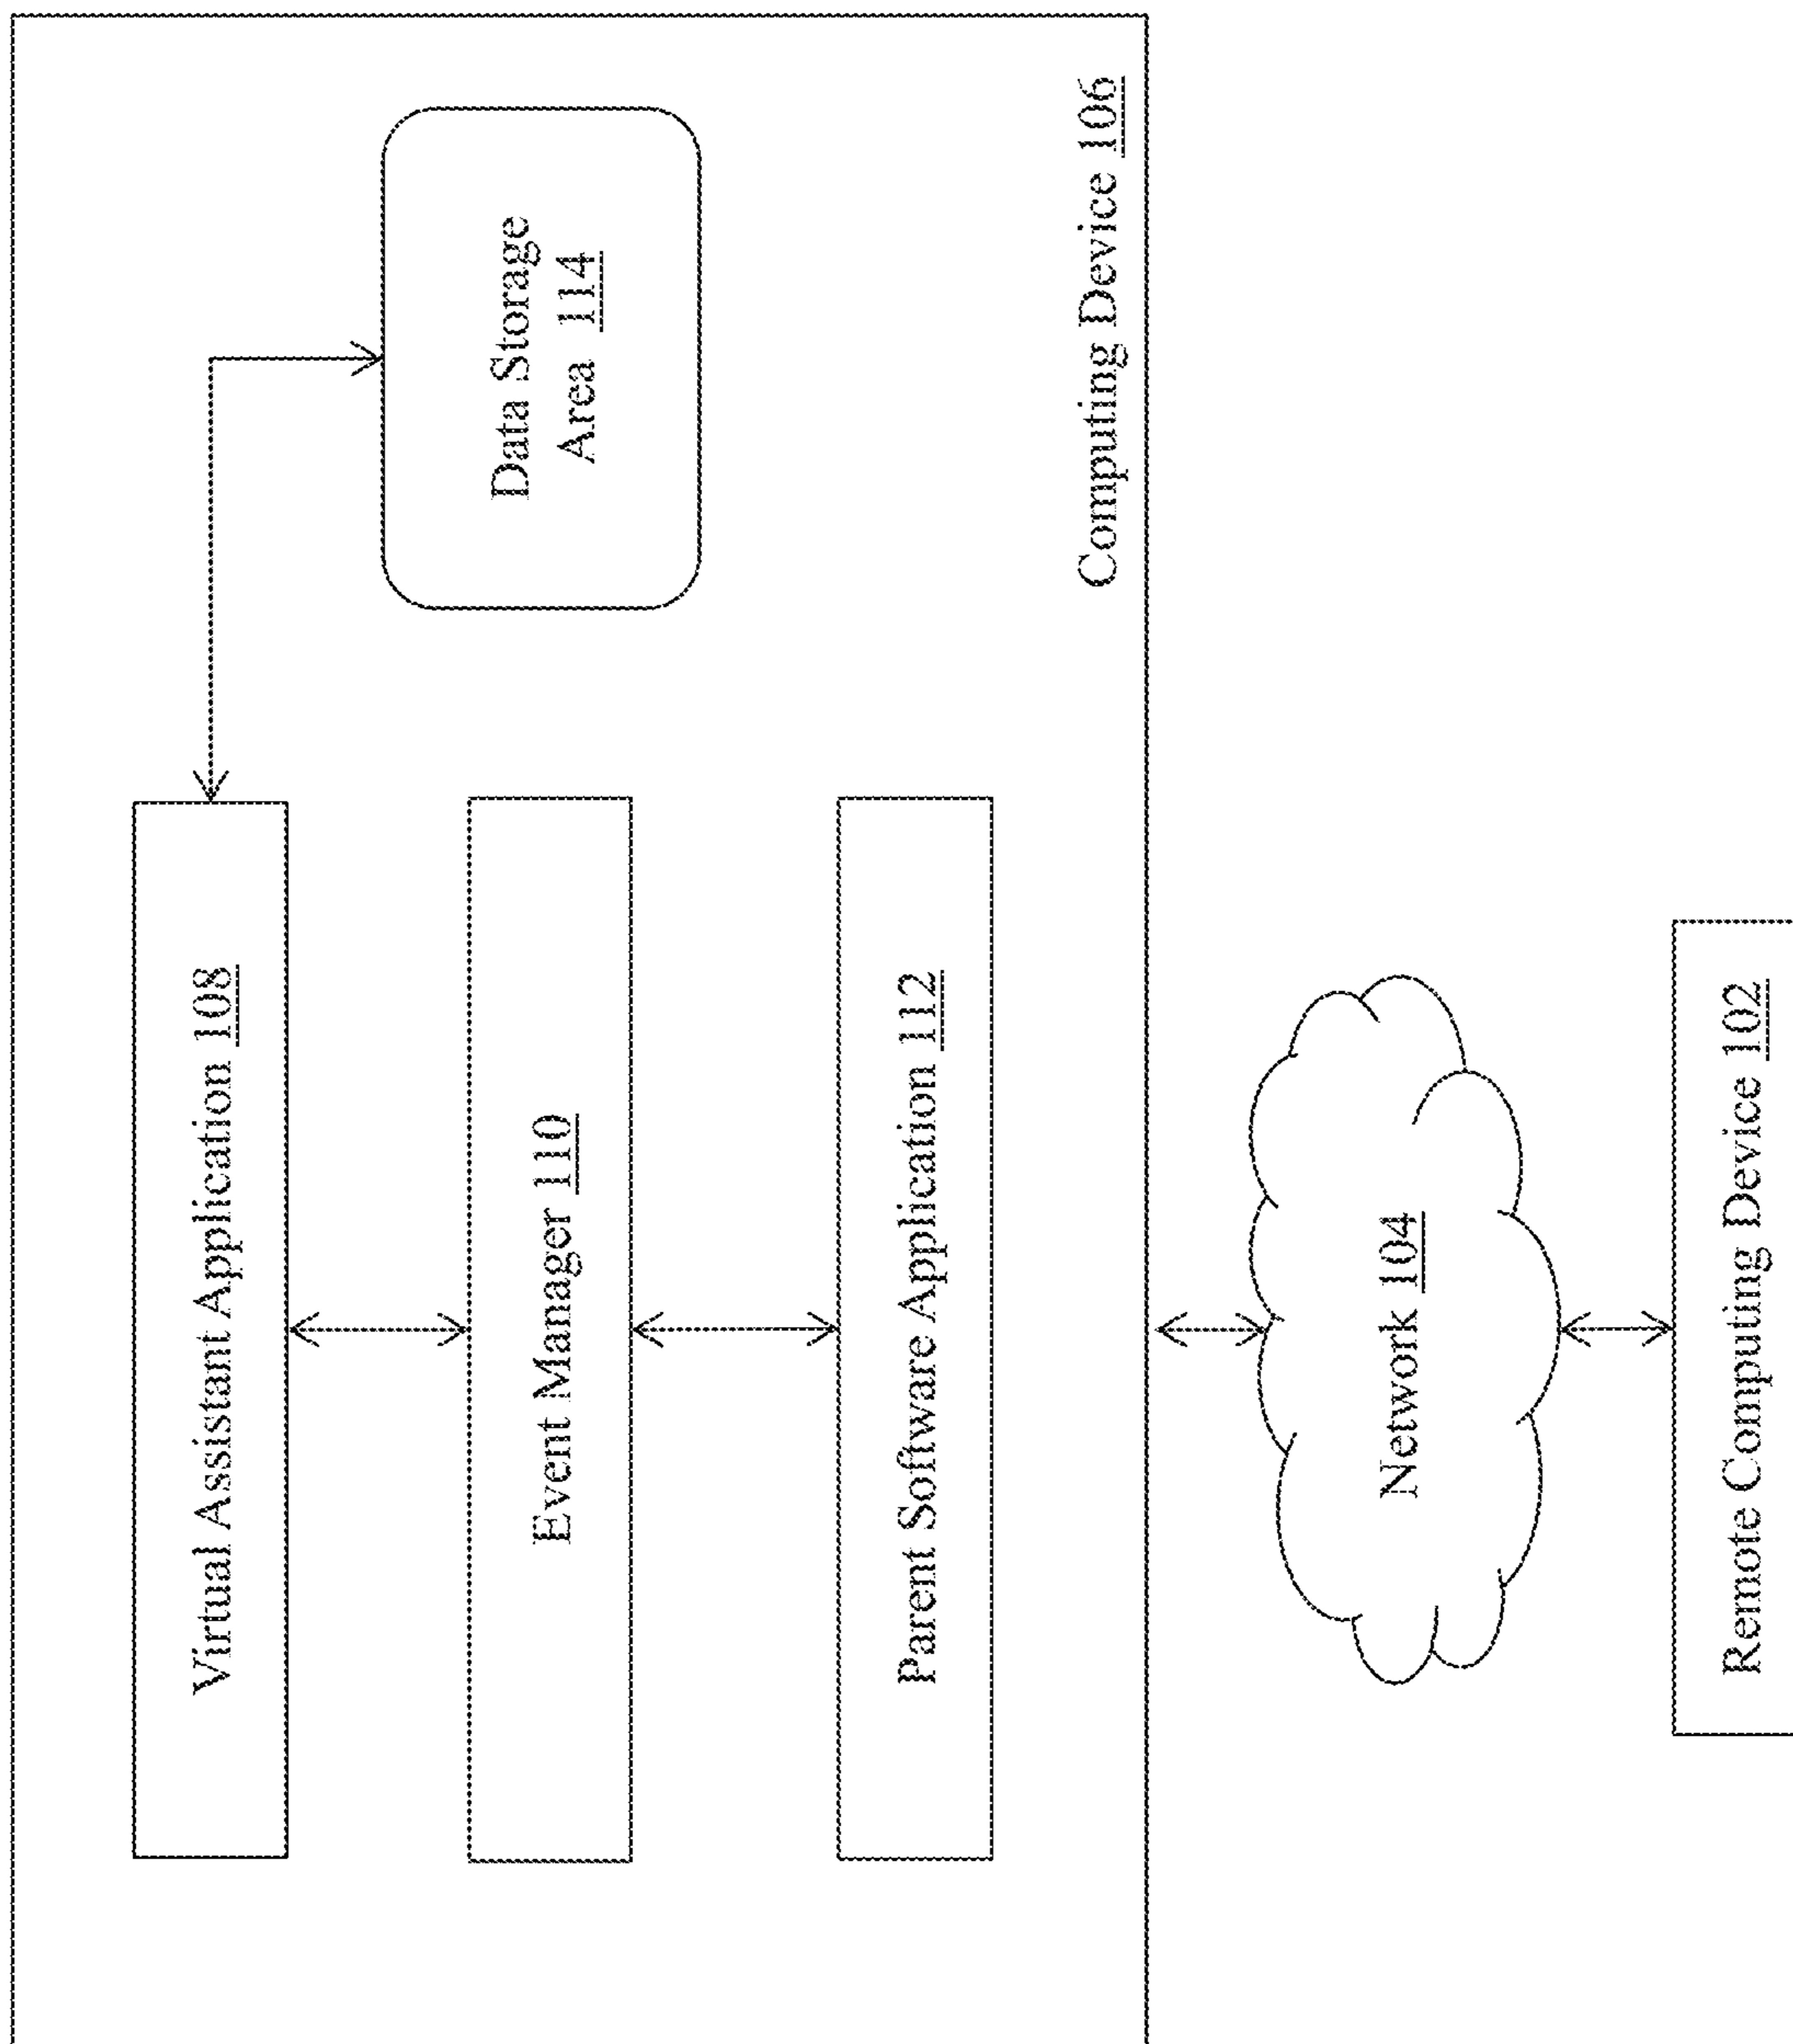 Virtual Assistant Application 108
Data Storage
Area 114
Event Manager 110
Parent Software Application 112
Computing Device 106
Network 104
Remote Computing Device 102